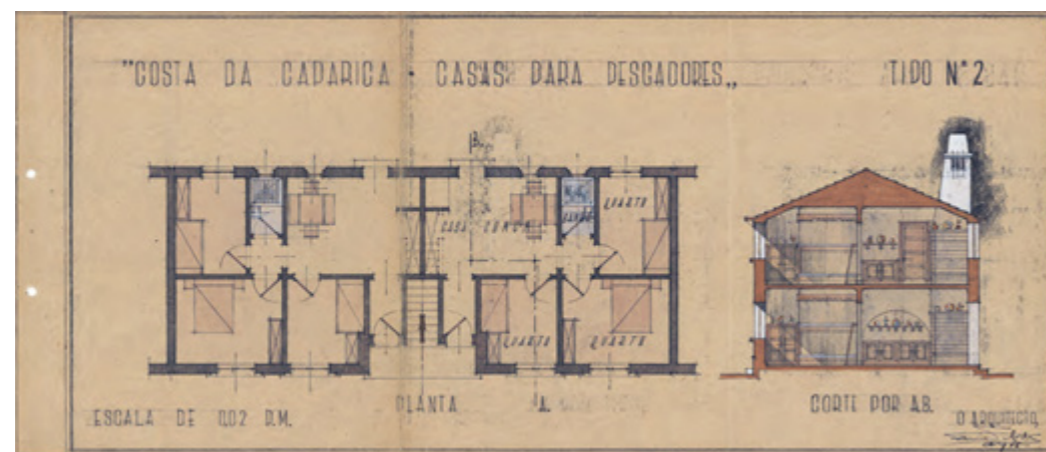 "COSTA DA CAPARICA • CASAS PARA PESCADORES„ TIPO Nº 2
B
QUARTO
CASA COMUM
QUARTO
QUARTO
PLANTA
A.
CORTE POR A.B.
ESCALA DE 0,02 P.M.
O ARQUITECTO,